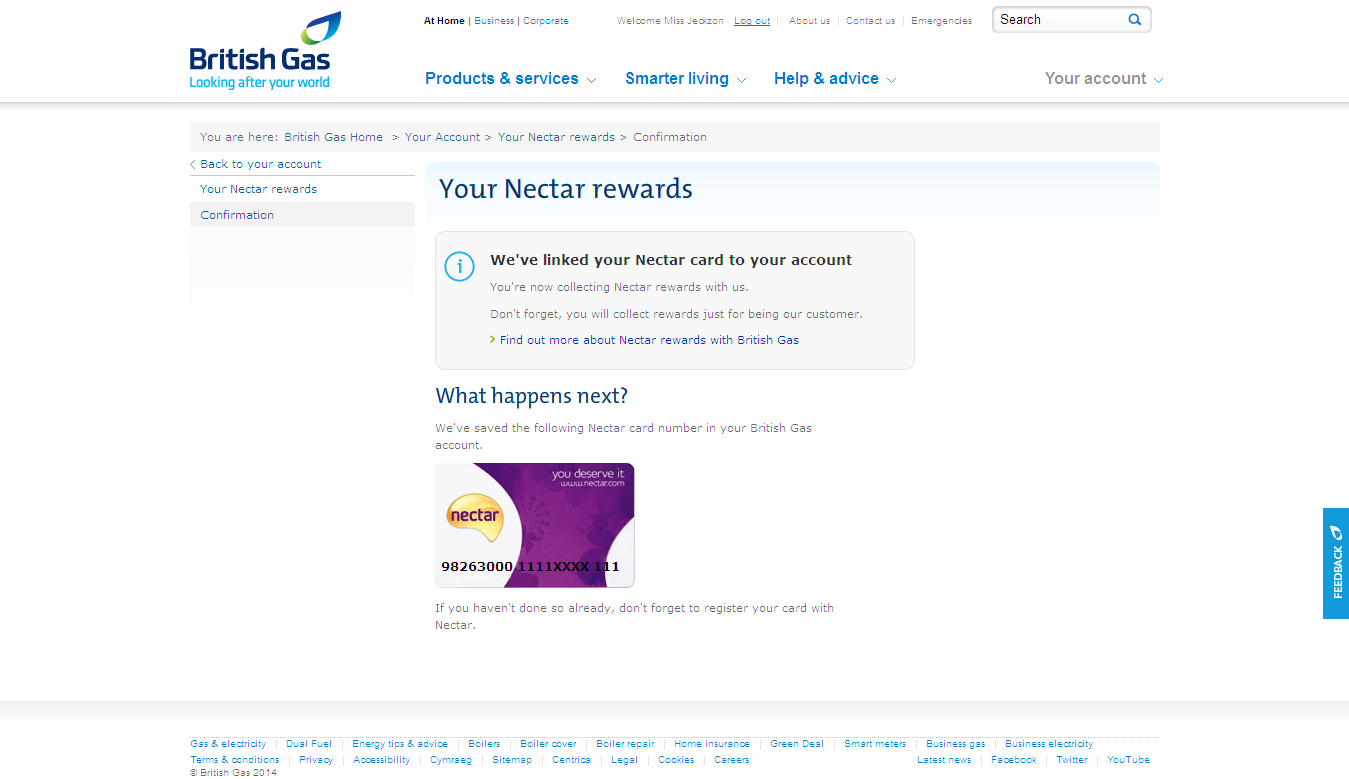 At Home | Business | Corporate
Welcome Miss Jeckzon Log out About us Contact us Emergencies
Search
British Gas
Looking after your world
Products & services Smarter living Help & advice Your account
You are here: British Gas Home > Your Account > Your Nectar rewards > Confirmation
Back to your account
Your Nectar rewards
Confirmation
Your Nectar rewards
We've linked your Nectar card to your account
You're now collecting Nectar rewards with us.
Don't forget, you will collect rewards just for being our customer.
Find out more about Nectar rewards with British Gas
What happens next?
We've saved the following Nectar card number in your British Gas
account.
you deserve it
www.nectar.com
nectar
98263000 1111XXXX 111
If you haven't done so already, don't forget to register your card with
Nectar.
FEEDBACK
Gas & electricity Dual Fuel Energy tips & advice Boilers Boiler cover Boiler repair Home insurance Green Deal Smart meters Business gas Business electricity
Terms & conditions Privacy Accessibility Cymraeg Sitemap Centrica Legal Cookies Careers Latest news Facebook Twitter YouTube
© British Gas 2014